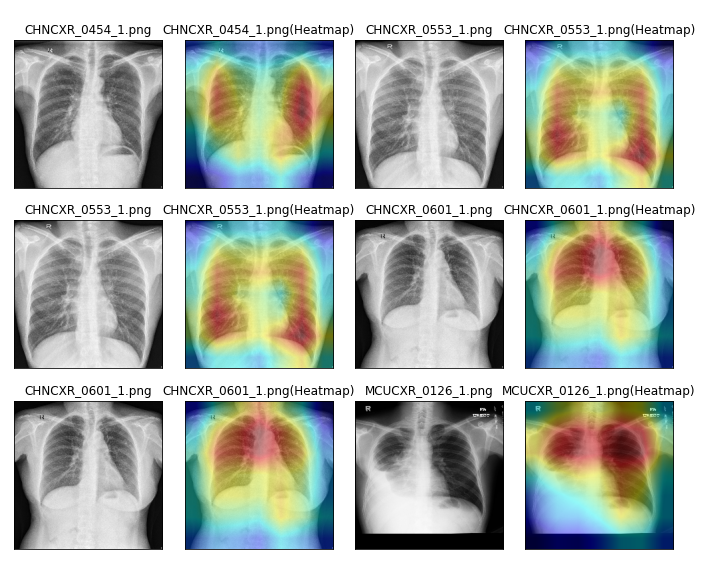 CHNCXR_0454_1.png CHNCXR_0454_1.png(Heatmap) CHNCXR_0553_1.png CHNCXR_0553_1.png(Heatmap)
CHNCXR_0553_1.png CHNCXR_0553_1.png(Heatmap) CHNCXR_0601_1.png CHNCXR_0601_1.png(Heatmap)
CHNCXR_0601_1.png CHNCXR_0601_1.png(Heatmap) MCUCXR_0126_1.png MCUCXR_0126_1.png(Heatmap)